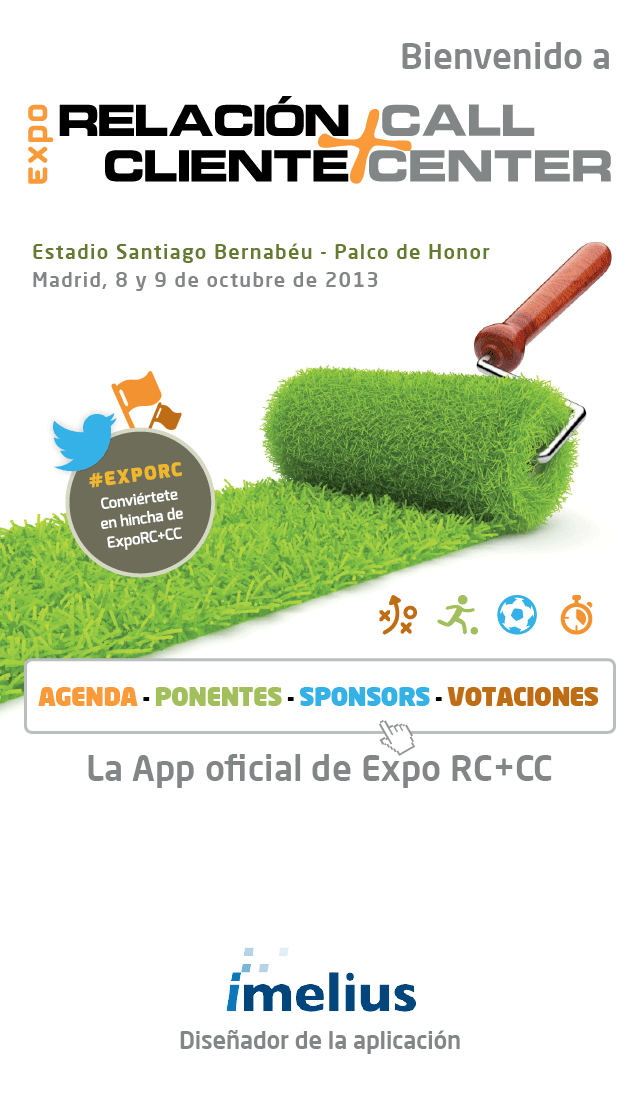 Bienvenido a
Expo RELACIÓN + CALL
CLIENTE CENTER
Estadio Santiago Bernabéu - Palco de Honor
Madrid, 8 y 9 de octubre de 2013
#EXPORC
Conviértete
en hincha de
ExpoRC+CC
AGENDA - PONENTES - SPONSORS - VOTACIONES
La App oficial de Expo RC+CC
imelius
Diseñador de la aplicación